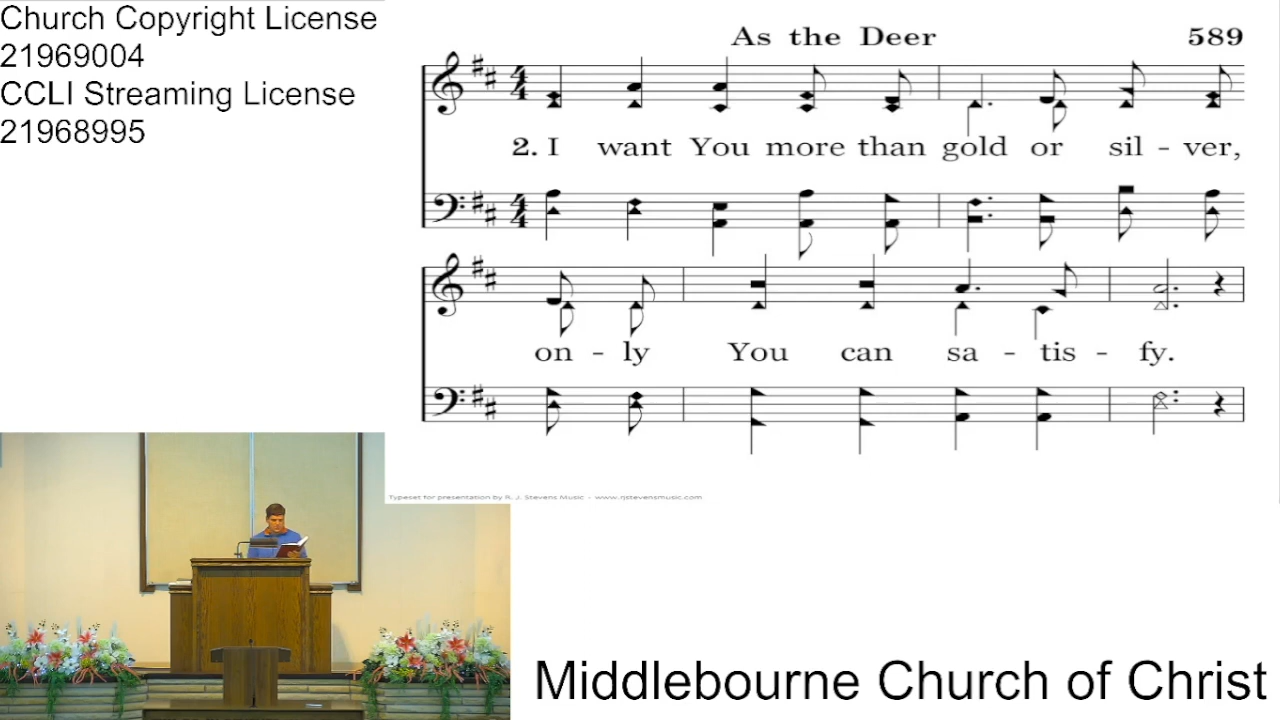 Church Copyright License
21969004
CCLI Streaming License
21968995
As the Deer 589
2. I want You more than gold or sil - ver,
on - ly You can sa - tis - fy.
Typeset for presentation by R. J. Stevens Music - www.rjstevensmusic.com
Middlebourne Church of Christ